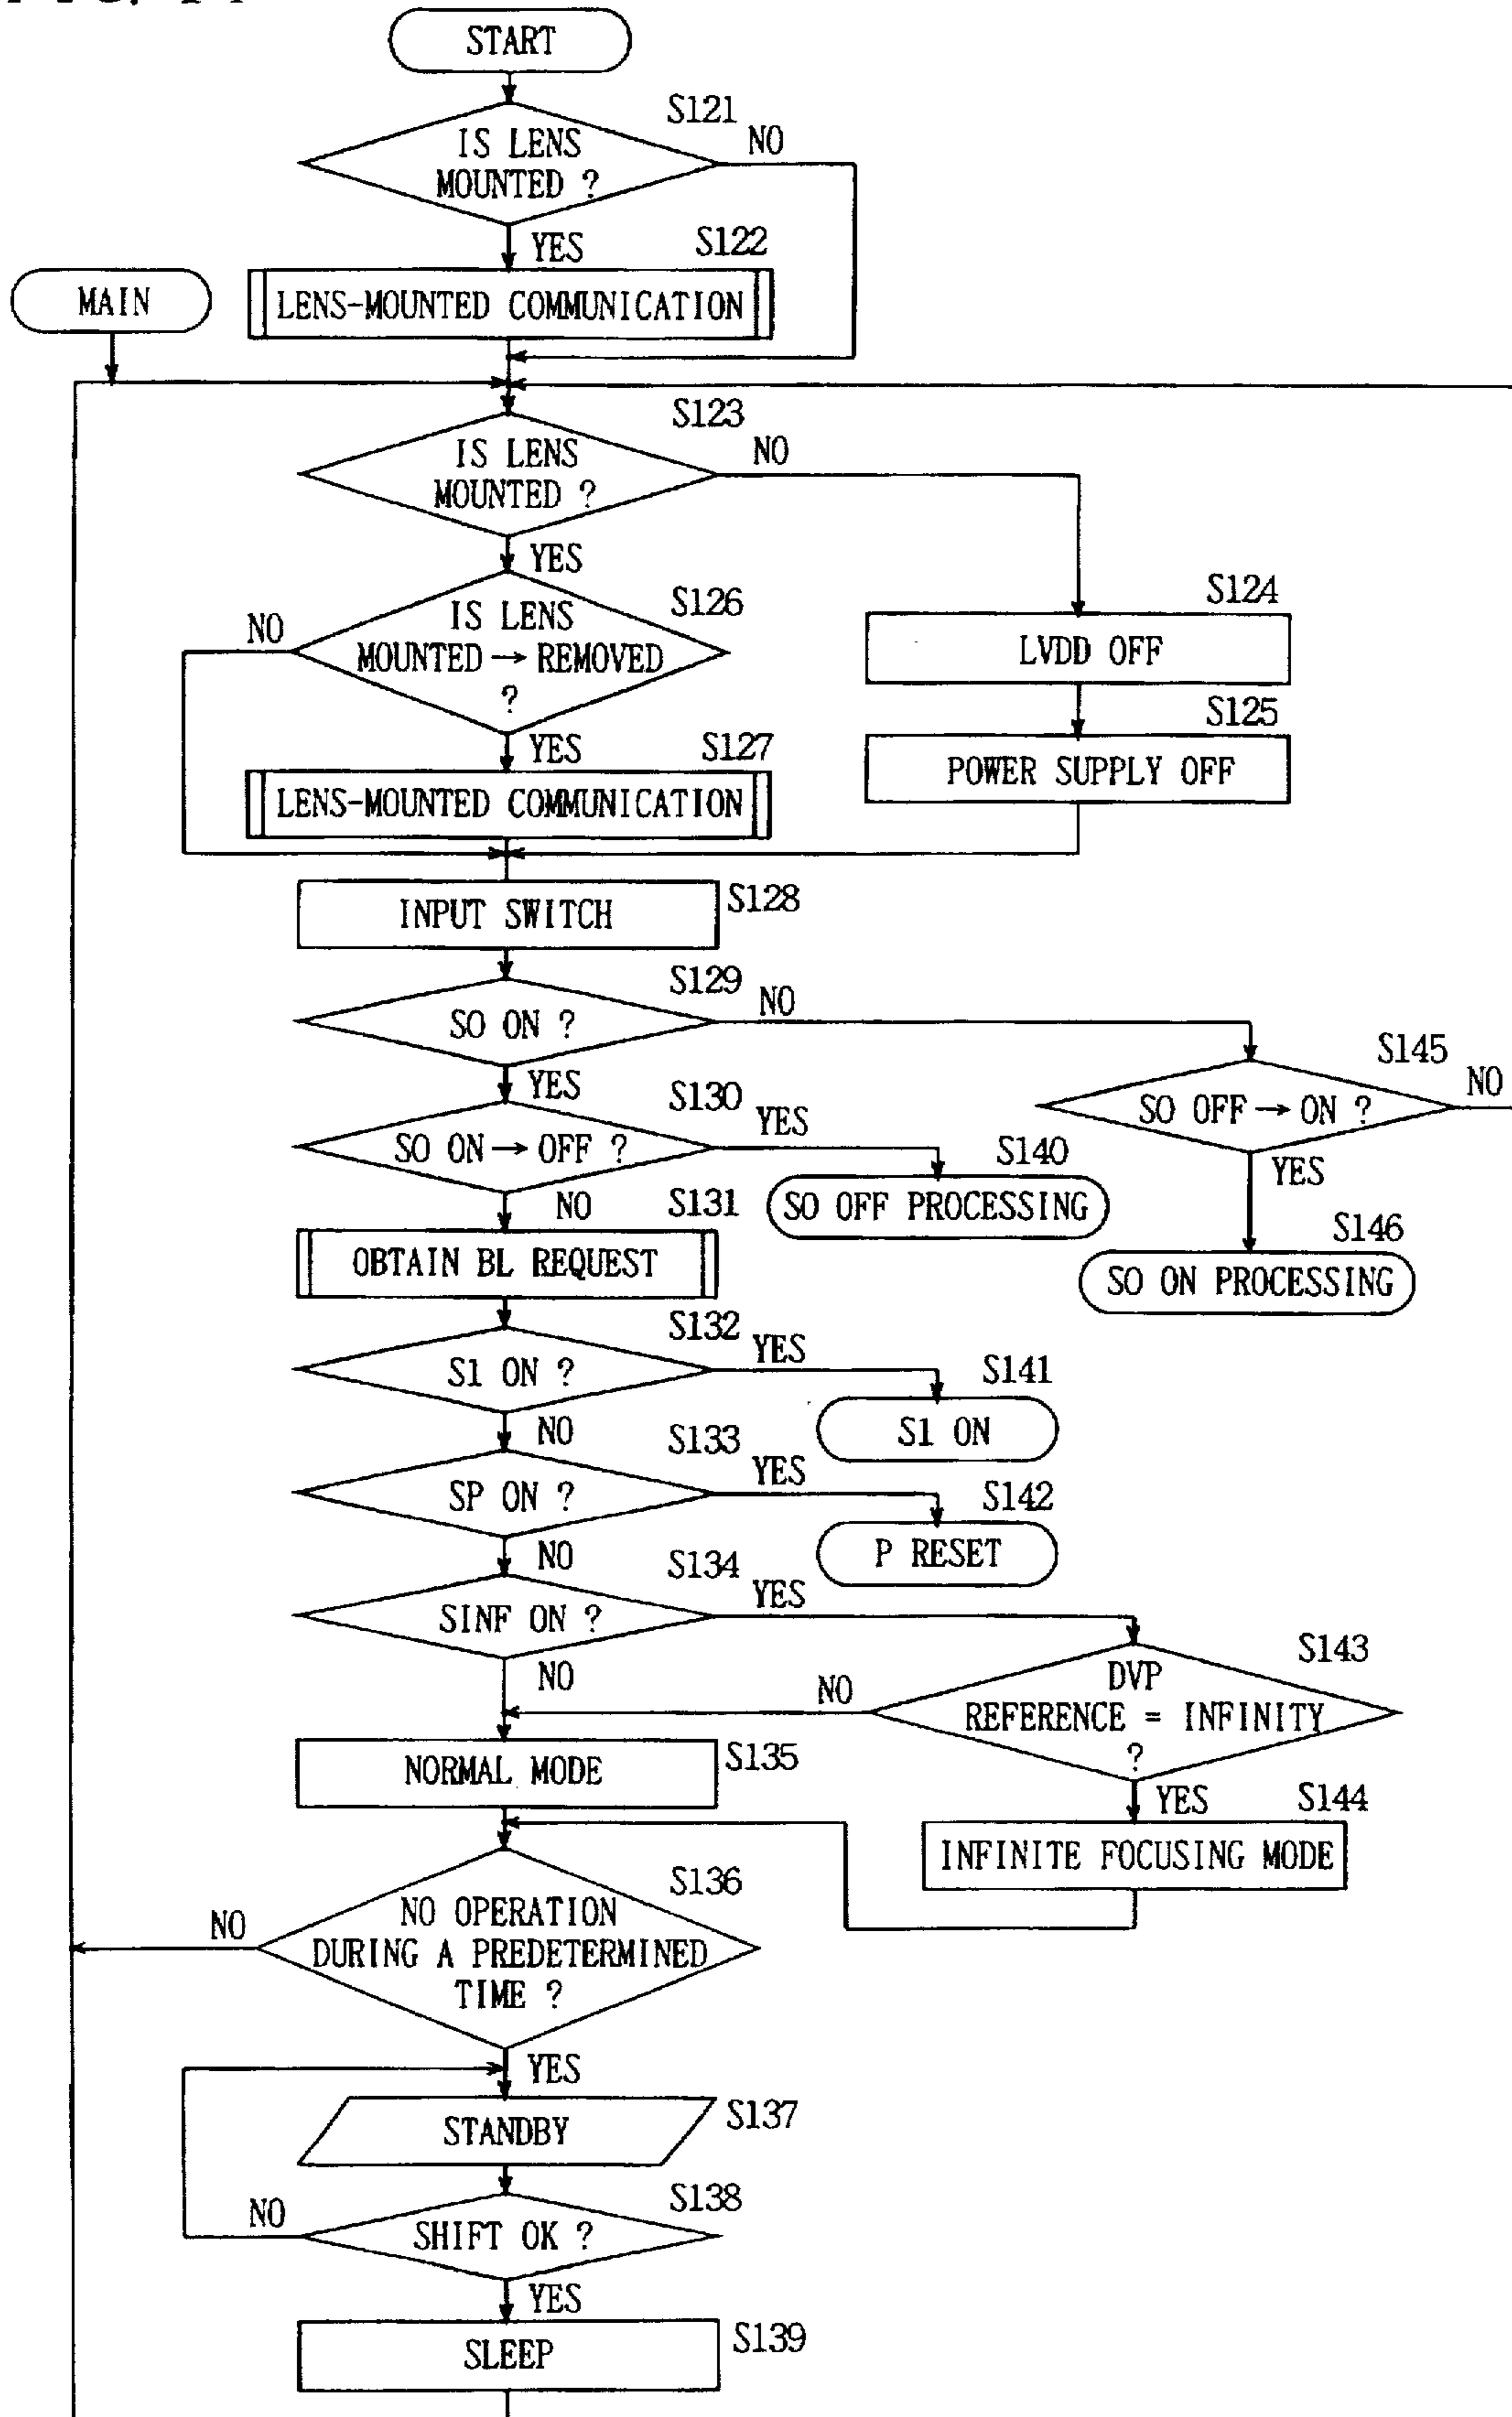 START
S121
IS LENS
MOUNTED ?
NO
YES
S122
LENS-MOUNTED COMMUNICATION
MAIN
S123
IS LENS
MOUNTED ?
NO
YES
S126
IS LENS
MOUNTED → REMOVED
?
NO
S124
LVDD OFF
S125
POWER SUPPLY OFF
YES
S127
LENS-MOUNTED COMMUNICATION
INPUT SWITCH
S128
S129
SO ON ?
NO
YES
S145
SO OFF → ON ?
NO
YES
S146
SO ON PROCESSING
S130
SO ON → OFF ?
YES
S140
SO OFF PROCESSING
NO
S131
OBTAIN BL REQUEST
S132
S1 ON ?
YES
S141
S1 ON
NO
S133
SP ON ?
YES
S142
P RESET
NO
S134
SINF ON ?
YES
NO
S143
DVP
REFERENCE = INFINITY
?
NO
YES
S144
INFINITE FOCUSING MODE
NORMAL MODE
S135
S136
NO OPERATION
DURING A PREDETERMINED
TIME ?
NO
YES
STANDBY
S137
S138
SHIFT OK ?
NO
YES
SLEEP
S139